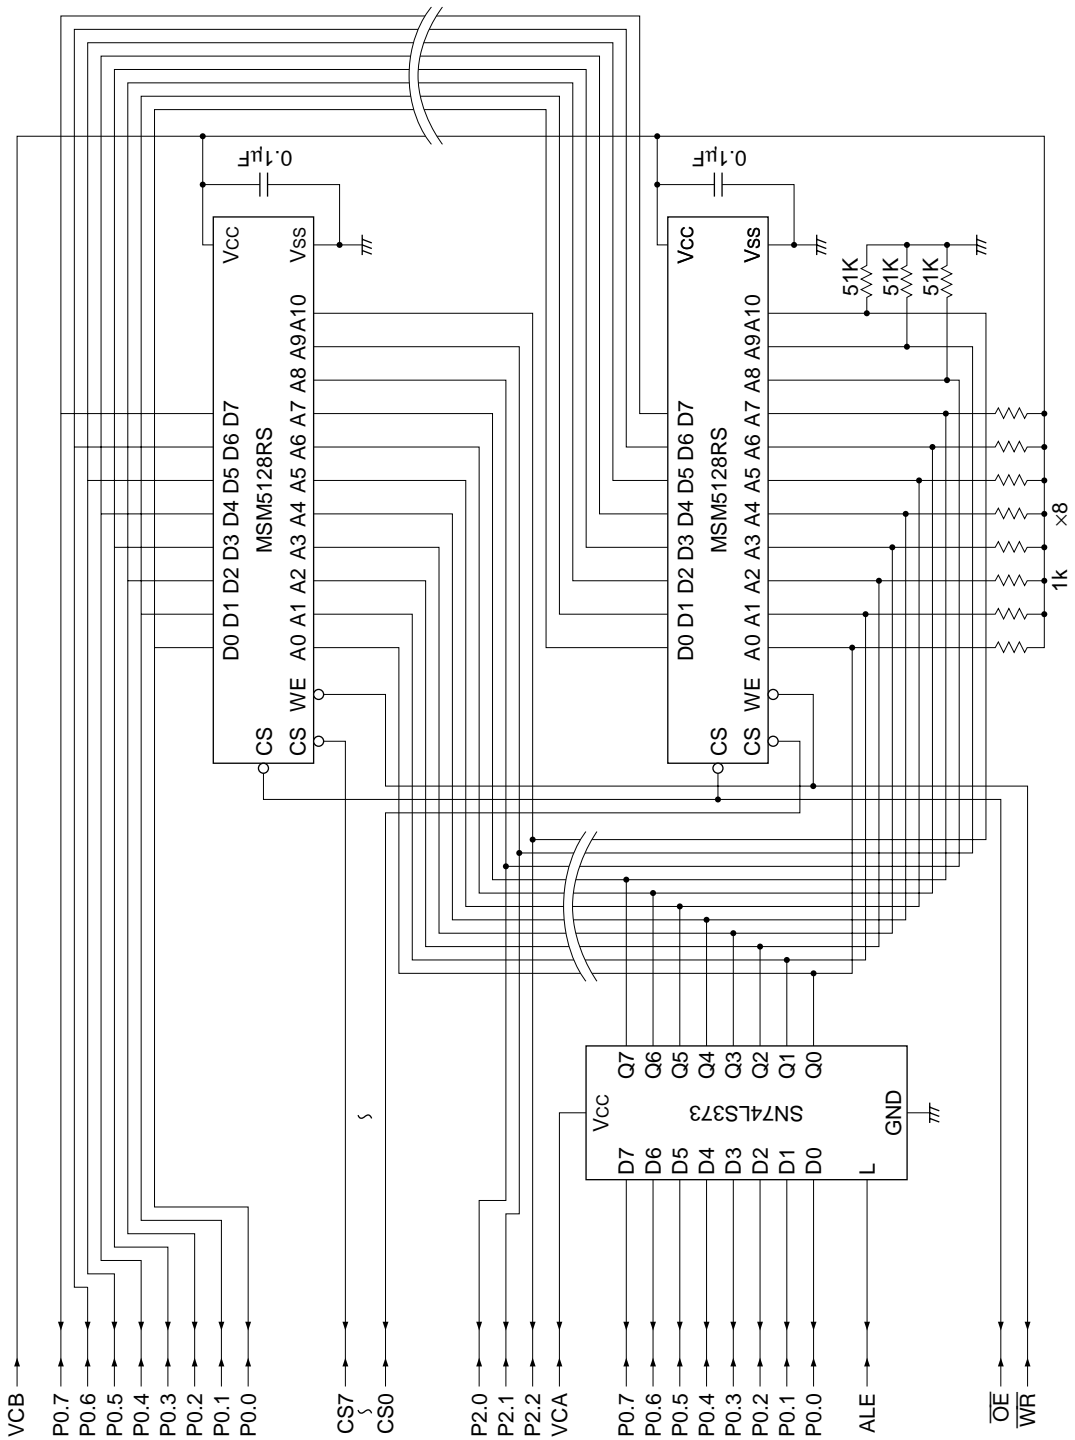 0.1µF
0.1µF
VCC
VSS
D0 D1 D2 D3 D4 D5 D6 D7
MSM5128RS
A0 A1 A2 A3 A4 A5 A6 A7 A8 A9 A10
CS
CS
WE
VCC
VSS
D0 D1 D2 D3 D4 D5 D6 D7
MSM5128RS
A0 A1 A2 A3 A4 A5 A6 A7 A8 A9 A10
CS
CS
WE
51K
51K
51K
1k
×8
VCC
SN74LS373
GND
Q7
Q6
Q5
Q4
Q3
Q2
Q1
Q0
D7
D6
D5
D4
D3
D2
D1
D0
L
VCB
P0.7
P0.6
P0.5
P0.4
P0.3
P0.2
P0.1
P0.0
CS7
~
CS0
~
P2.0
P2.1
P2.2
VCA
P0.7
P0.6
P0.5
P0.4
P0.3
P0.2
P0.1
P0.0
ALE
O̅E̅
W̅R̅